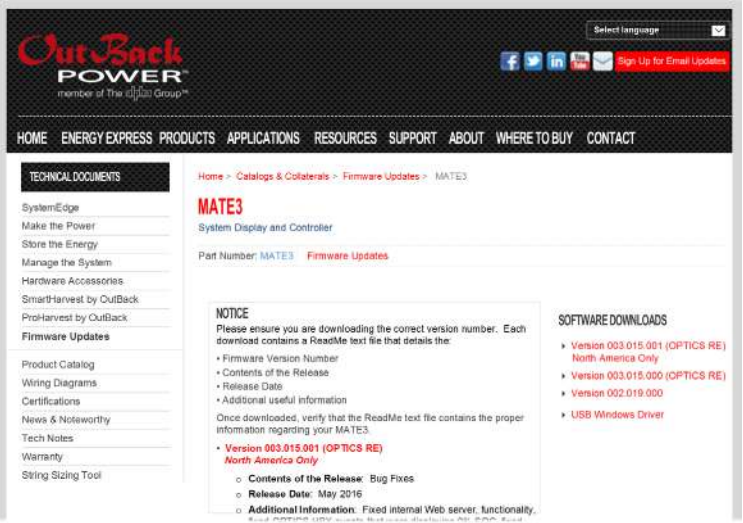 Select language
OutBack
POWER
member of The alpha Group™
Sign Up for Email Updates
HOME ENERGY EXPRESS PRODUCTS APPLICATIONS RESOURCES SUPPORT ABOUT WHERE TO BUY CONTACT
TECHNICAL DOCUMENTS
SystemEdge
Make the Power
Store the Energy
Manage the System
Hardware Accessories
SmartHarvest by OutBack
ProHarvest by OutBack
Firmware Updates
Product Catalog
Wiring Diagrams
Certifications
News & Noteworthy
Tech Notes
Warranty
String Sizing Tool
Home > Catalogs & Collaterals > Firmware Updates > MATE3
MATE3
System Display and Controller
Part Number: MATE3 Firmware Updates
NOTICE
Please ensure you are downloading the correct version number. Each
download contains a ReadMe text file that details the:
• Firmware Version Number
• Contents of the Release
• Release Date
• Additional useful information
Once downloaded, verify that the ReadMe text file contains the proper
information regarding your MATE3.
• Version 003.015.001 (OPTICS RE)
North America Only
o Contents of the Release: Bug Fixes
o Release Date: May 2016
o Additional Information: Fixed internal Web server, functionality,
SOFTWARE DOWNLOADS
Version 003.015.001 (OPTICS RE)
North America Only
Version 003.015.000 (OPTICS RE)
Version 002.019.000
USB Windows Driver